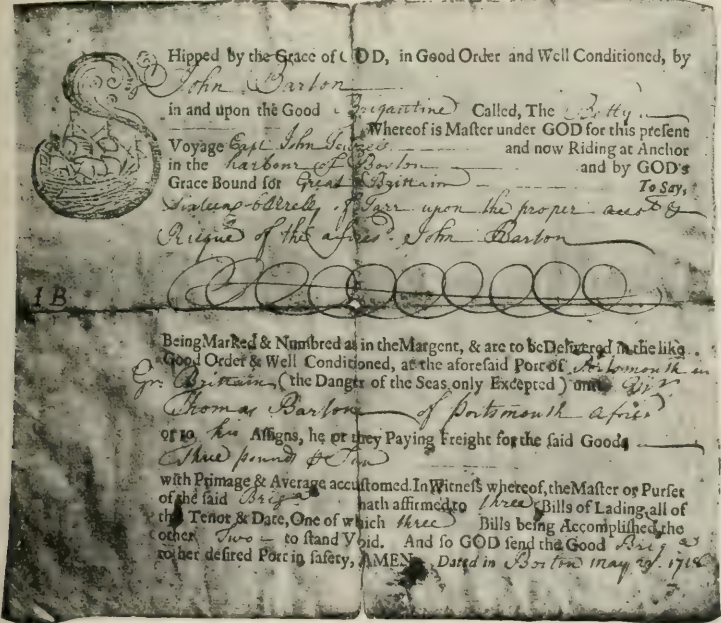 SHipped by the Grace of GOD, in Good Order and Well Conditioned, by
John Barton
in and upon the Good Brigantine Called, The Betty
Whereof is Master under GOD for this present
Voyage Capt John and now Riding at Anchor
in the harbour of Boston and by GOD's
Grace Bound for Great Brittain To Say,
Sixteen barrels of Tarr upon the proper acct &
Risque of the afores.d John Barton
I B
Being Marked & Numbred as in the Margent, & are to be Delivered in the like
Good Order & Well Conditioned, at the aforesaid Port of Portsmouth in
Gr. Brittain (the Danger of the Seas only Excepted) unto
Thomas Barton of Portsmouth afores.d
or to his Assigns, he or they Paying Freight for the said Goods
three pounds & Ton
with Primage & Average accustomed. In Witness whereof, the Master or Purser
of the said Brig.a hath affirmed to three Bills of Lading, all of
this Tenor & Date, One of which three Bills being Accomplished, the
other Two to stand Void. And so GOD send the Good Brig.a
to her desired Port in safety, AMEN. Dated in Boston may 1718